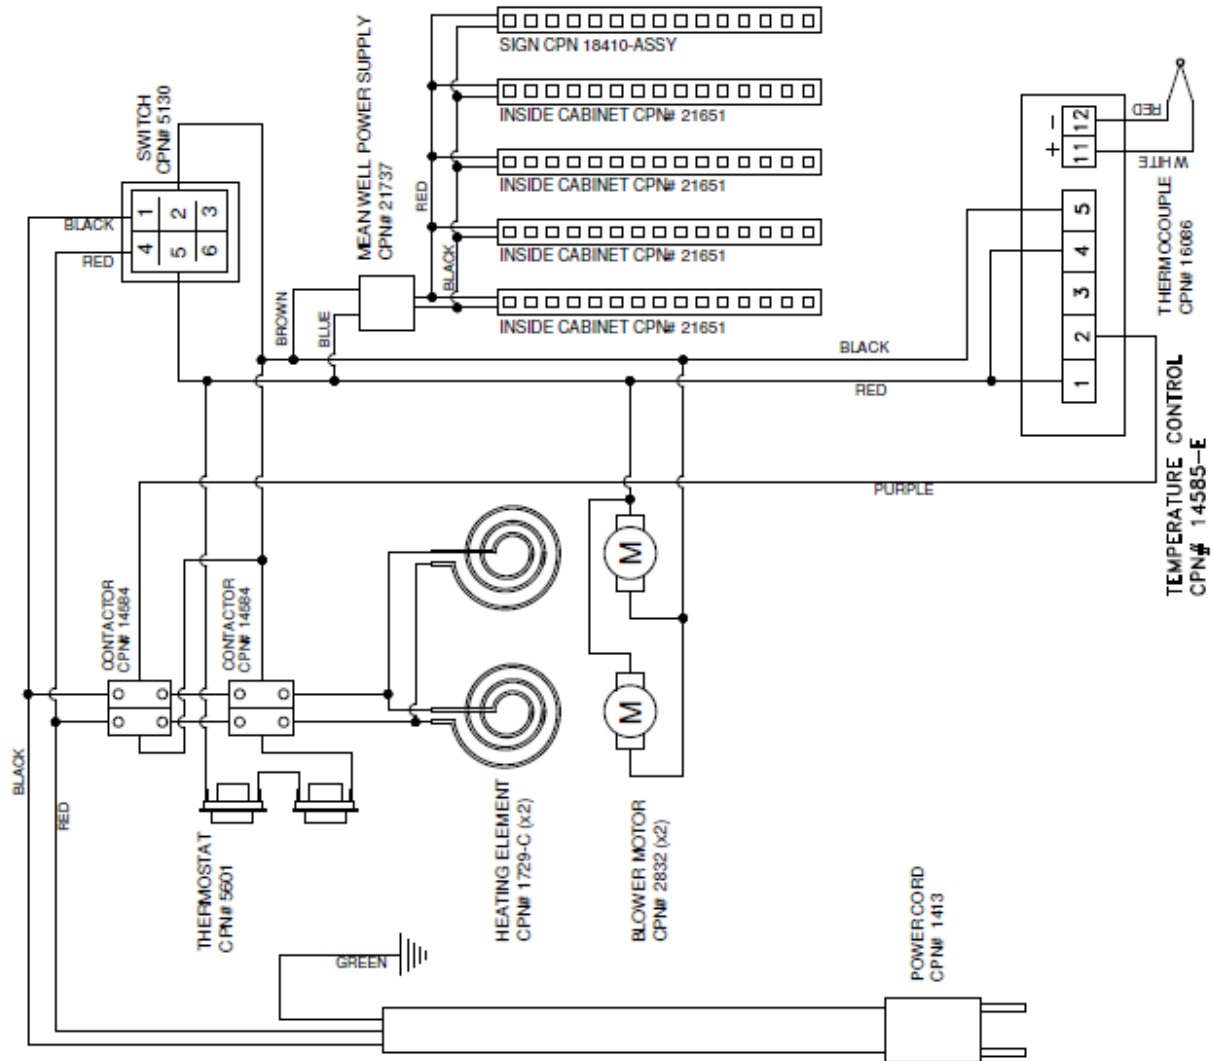 SIGN CPN 18410-ASSY
INSIDE CABINET CPN# 21651
INSIDE CABINET CPN# 21651
INSIDE CABINET CPN# 21651
INSIDE CABINET CPN# 21651
SWITCH
CPN# 5130
1
2
3
4
5
6
BLACK
RED
MEANWELL POWER SUPPLY
CPN# 21737
RED
BLACK
BROWN
BLUE
+ -
11 12
RED
WHITE
THERMOCOUPLE
CPN# 16086
5
4
3
2
1
BLACK
RED
PURPLE
TEMPERATURE CONTROL
CPN# 14585-E
CONTACTOR
CPN# 14684
CONTACTOR
CPN# 14684
M
M
BLACK
RED
THERMOSTAT
CPN# 5601
HEATING ELEMENT
CPN# 1729-C (x2)
BLOWER MOTOR
CPN# 2832 (x2)
GREEN
POWER CORD
CPN# 1413